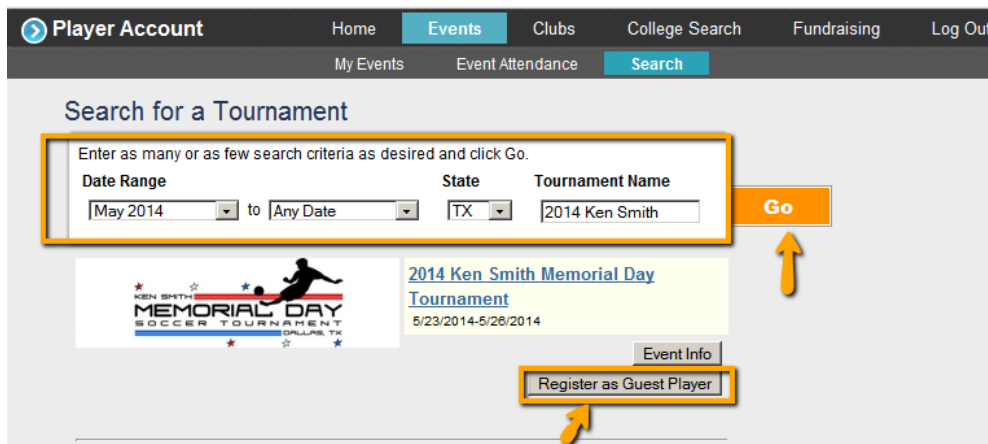 Player Account Home Events Clubs College Search Fundraising Log Out
My Events Event Attendance Search
Search for a Tournament
Enter as many or as few search criteria as desired and click Go.
Date Range State Tournament Name
May 2014 to Any Date TX 2014 Ken Smith Go
2014 Ken Smith Memorial Day
Tournament
5/23/2014-5/26/2014
KEN SMITH
MEMORIAL DAY
SOCCER TOURNAMENT
DALLAS, TX
Event Info
Register as Guest Player